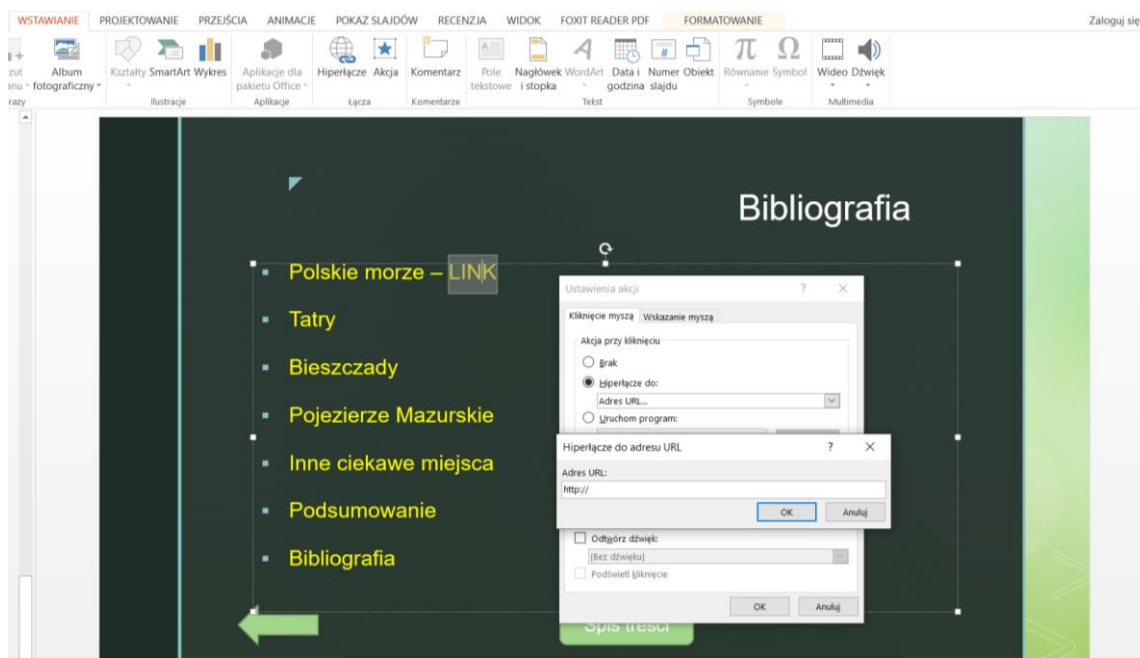 WSTAWIANIE PROJEKTOWANIE PRZEJŚCIA ANIMACJE POKAZ SLAJDÓW RECENZJA WIDOK FOXIT READER PDF FORMATOWANIE Zaloguj się
zut Album Kształty SmartArt Wykres Aplikacje dla Hiperłącze Akcja Komentarz Pole Nagłówek WordArt Data i Numer Obiekt Równanie Symbol Wideo Dźwięk
anu fotograficzny pakietu Office tekstowe i stopka godzina slajdu
razy Ilustracje Aplikacje Łącza Komentarze Tekst Symbole Multimedia
Bibliografia
Polskie morze – LINK
Tatry
Bieszczady
Pojezierze Mazurskie
Inne ciekawe miejsca
Podsumowanie
Bibliografia
Ustawienia akcji
Kliknięcie myszą Wskazanie myszą
Akcja przy kliknięciu
Brak
Hiperłącze do:
Adres URL...
Uruchom program:
Hiperłącze do adresu URL
Adres URL:
http://
OK Anuluj
Odtwórz dźwięk:
[Bez dźwięku]
Podświetl kliknięcie
OK Anuluj
Spis treści